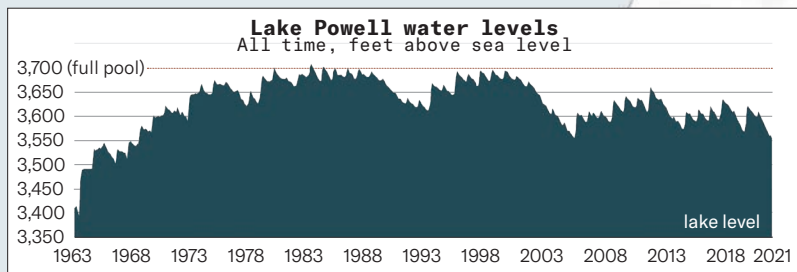 Lake Powell water levels
All time, feet above sea level
3,700 (full pool)
3,650
3,600
3,550
3,500
3,450
3,400
3,350
lake level
1963 1968 1973 1978 1983 1988 1993 1998 2003 2008 2013 2018 2021